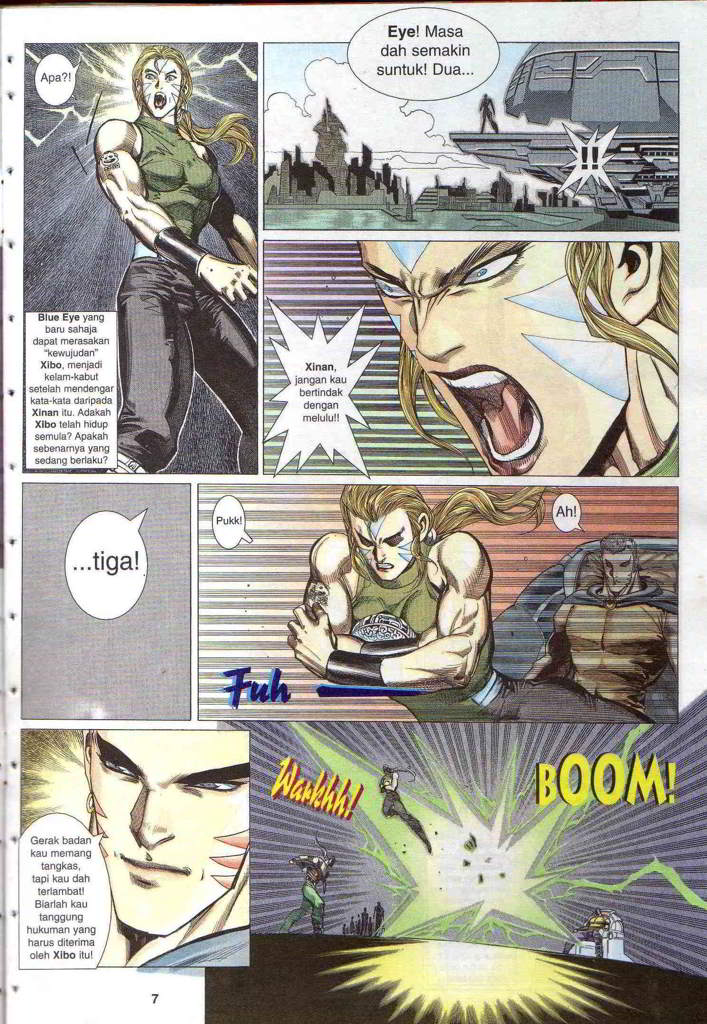 Apa?!
Eye! Masa
dah semakin
suntuk! Dua...
!!
Blue Eye yang
baru sahaja
dapat merasakan
"kewujudan"
Xibo, menjadi
kelam-kabut
setelah mendengar
kata-kata daripada
Xinan itu. Adakah
Xibo telah hidup
semula? Apakah
sebenarnya yang
sedang berlaku?
Xinan,
jangan kau
bertindak
dengan
melulu!!
...tiga!
Pukk!
Ah!
Fuh
Gerak badan
kau memang
tangkas,
tapi kau dah
terlambat!
Biarlah kau
tanggung
hukuman yang
harus diterima
oleh Xibo itu!
Warkhh!
BOOM!
7